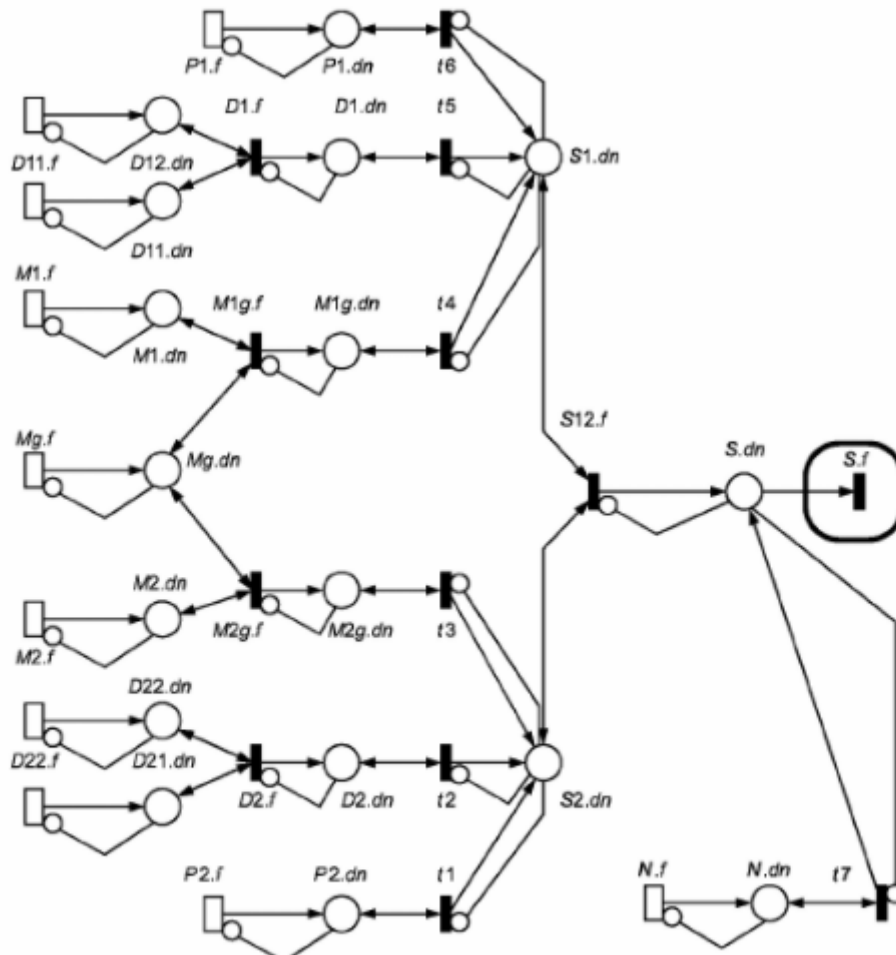 P1.f P1.dn t6
D1.f D1.dn t5
D11.f D12.dn S1.dn
D11.dn
M1.f
M1g.f M1g.dn t4
M1.dn
S12.f
Mg.f
Mg.dn S.dn S.f
M2.dn
M2.f M2g.f M2g.dn t3
D22.dn
D22.f D21.dn
D2.f D2.dn t2 S2.dn
P2.f P2.dn t1 N.f N.dn t7